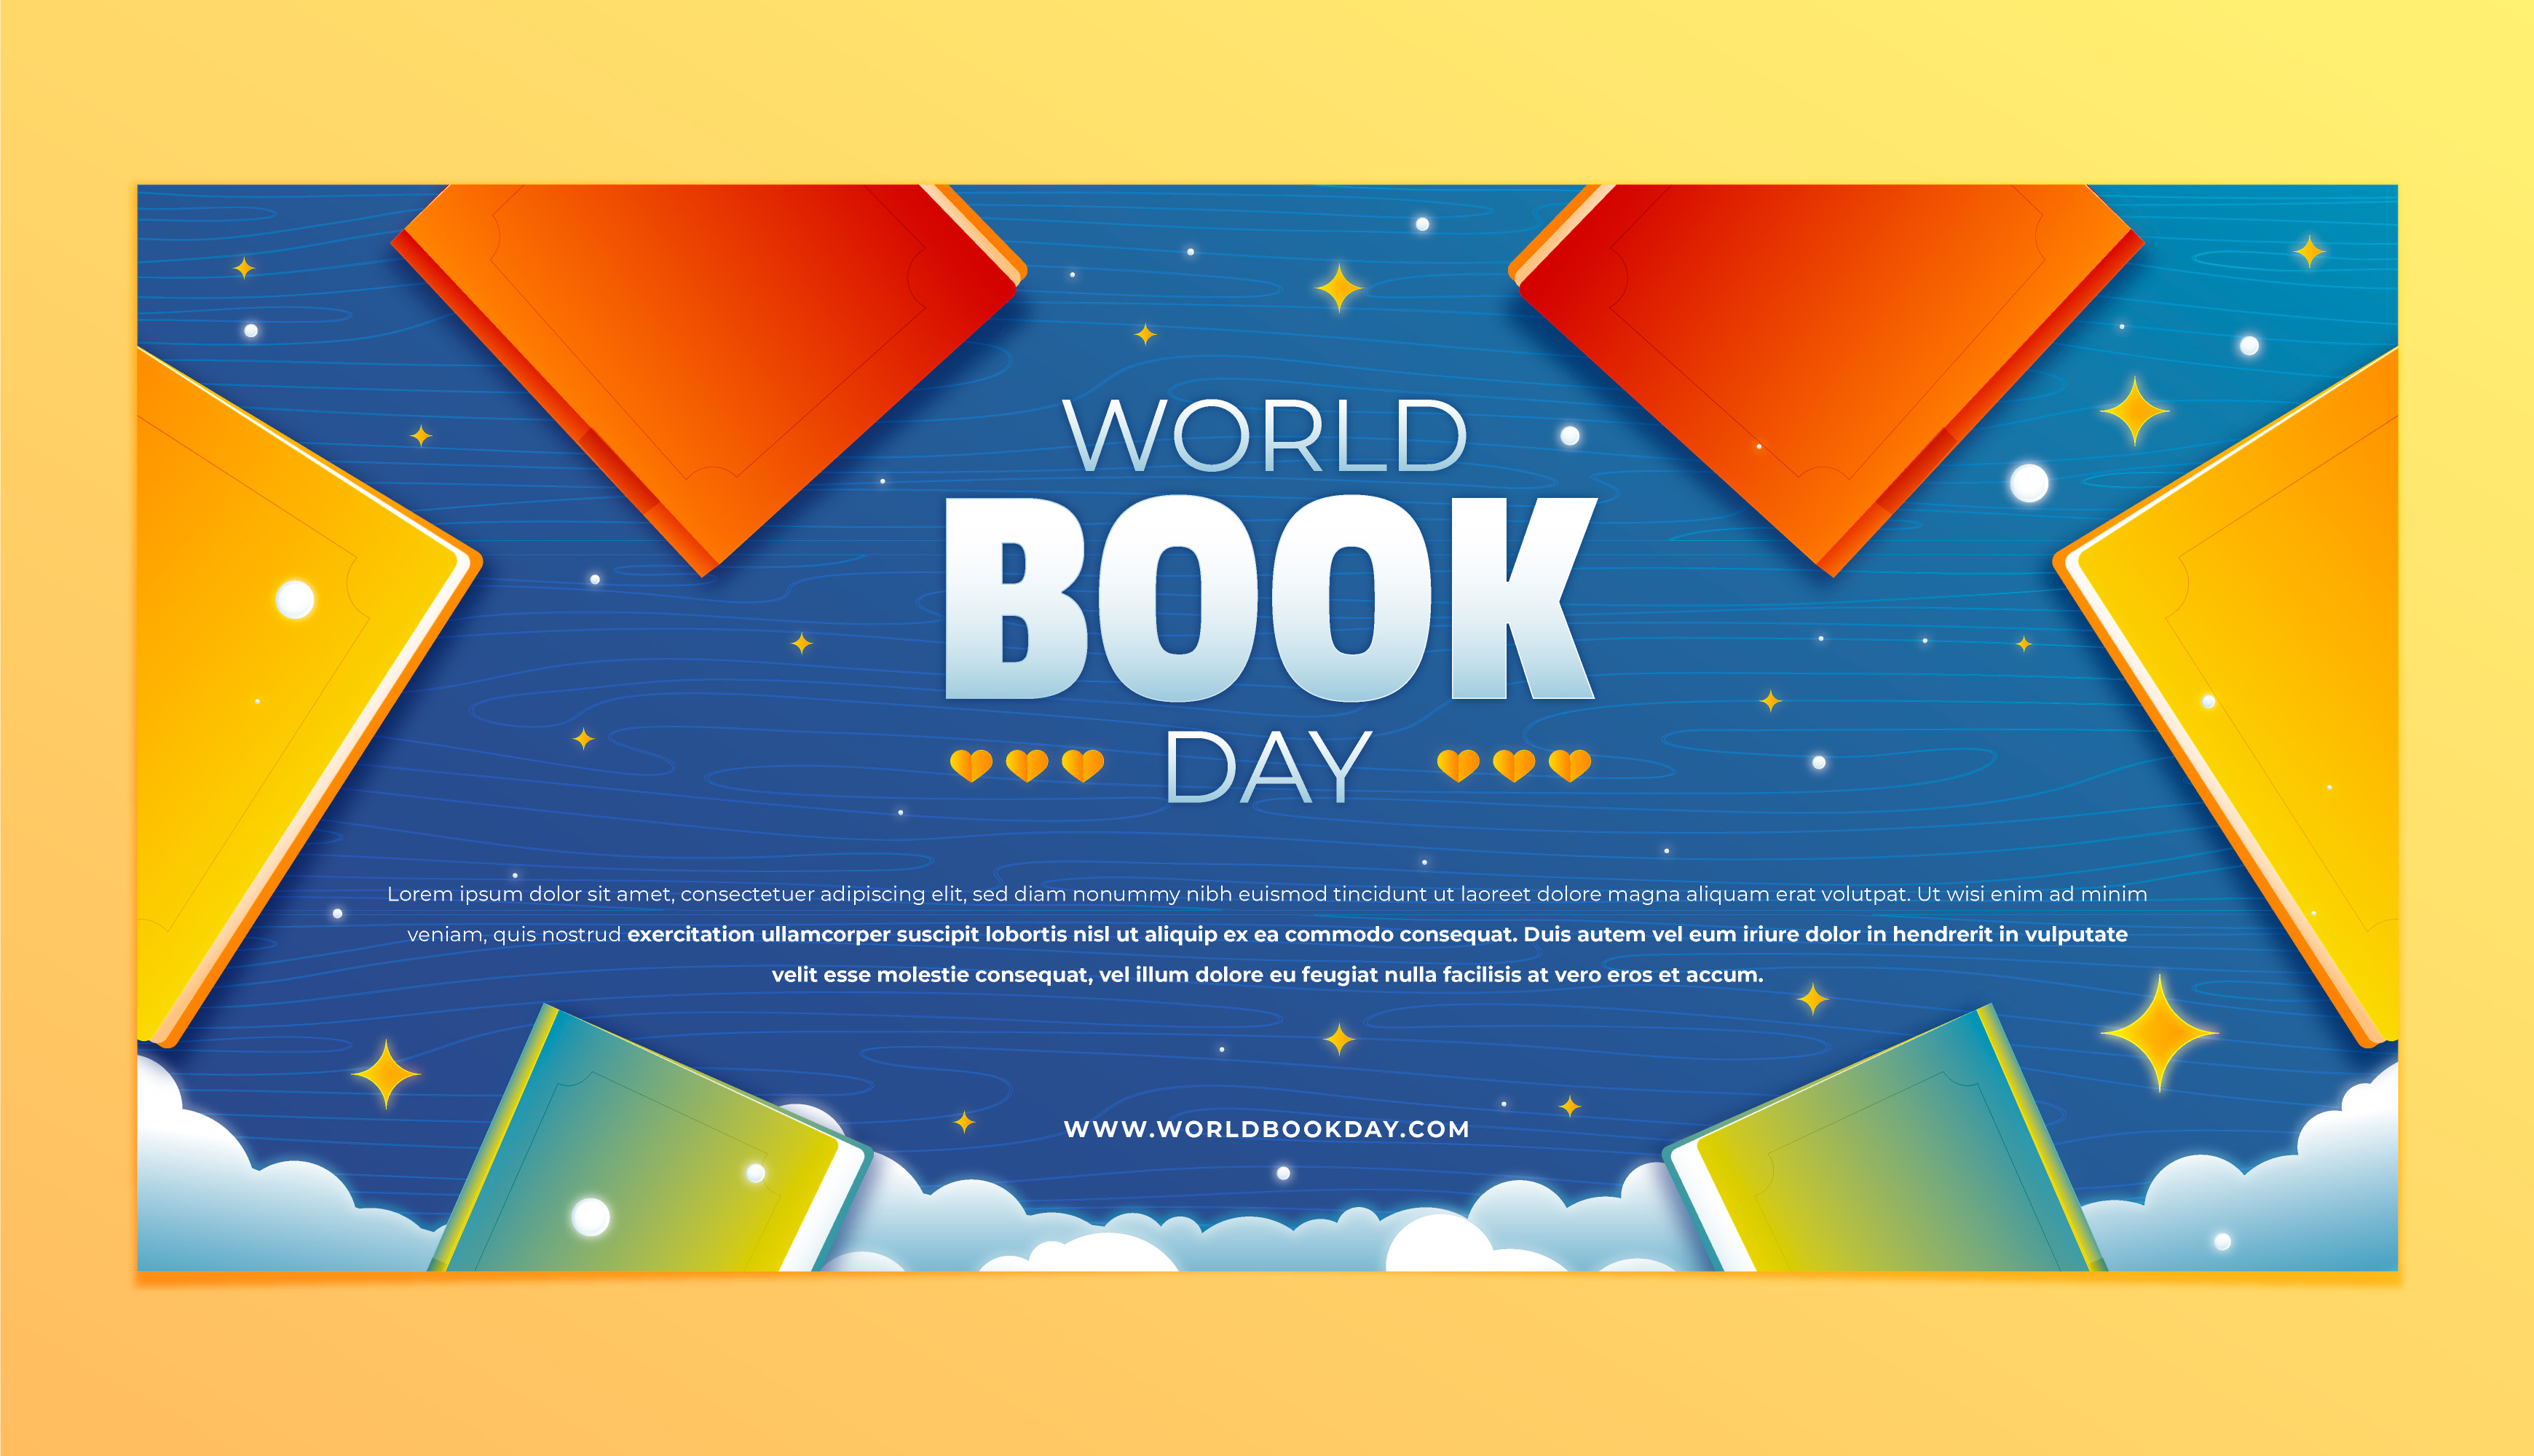 WORLD
BOOK
DAY
Lorem ipsum dolor sit amet, consectetuer adipiscing elit, sed diam nonummy nibh euismod tincidunt ut laoreet dolore magna aliquam erat volutpat. Ut wisi enim ad minim
veniam, quis nostrud exercitation ullamcorper suscipit lobortis nisl ut aliquip ex ea commodo consequat. Duis autem vel eum iriure dolor in hendrerit in vulputate
velit esse molestie consequat, vel illum dolore eu feugiat nulla facilisis at vero eros et accum.
WWW.WORLDBOOKDAY.COM